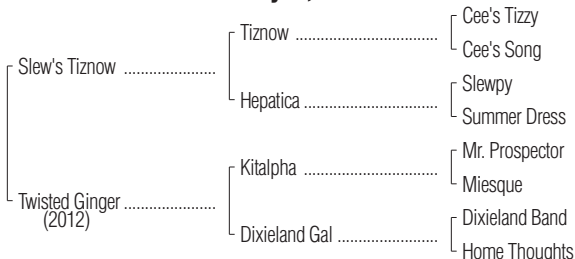 Slew's Tiznow ......................
Tiznow ..................................
Cee's Tizzy
Cee's Song
Hepatica ................................
Slewpy
Summer Dress
Twisted Ginger ......................
(2012)
Kitalpha ................................
Mr. Prospector
Miesque
Dixieland Gal ........................
Dixieland Band
Home Thoughts